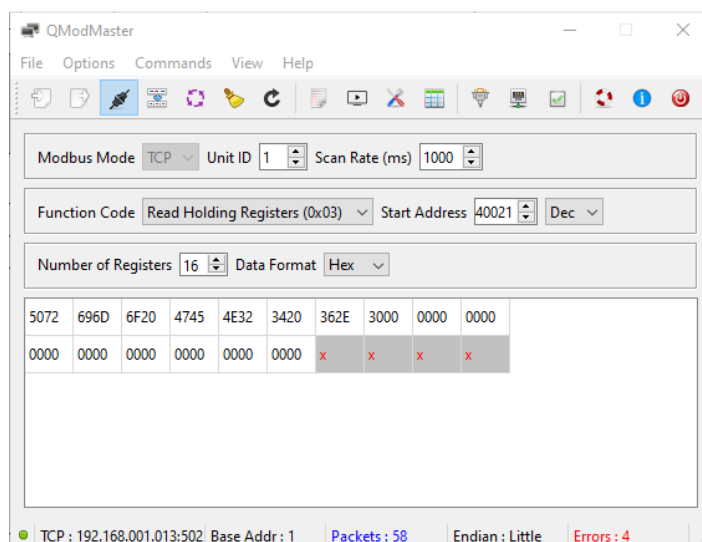 QModMaster
File Options Commands View Help
Modbus Mode TCP Unit ID 1 Scan Rate (ms) 1000
Function Code Read Holding Registers (0x03) Start Address 40021 Dec
Number of Registers 16 Data Format Hex
5072 696D 6F20 4745 4E32 3420 362E 3000 0000 0000
0000 0000 0000 0000 0000 0000 x x x x
TCP : 192.168.001.013:502 Base Addr : 1 Packets : 58 Endian : Little Errors : 4